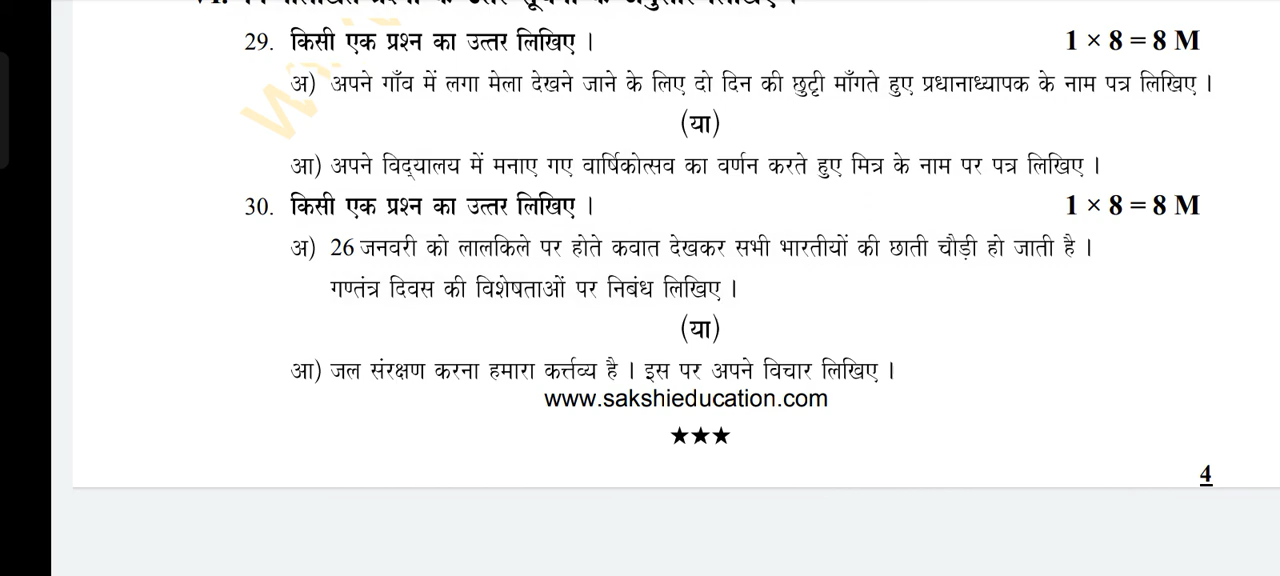 29. किसी एक प्रश्न का उत्तर लिखिए । 1 × 8 = 8 M
अ) अपने गाँव में लगा मेला देखने जाने के लिए दो दिन की छुट्टी माँगते हुए प्रधानाध्यापक के नाम पत्र लिखिए ।
(या)
आ) अपने विद्यालय में मनाए गए वार्षिकोत्सव का वर्णन करते हुए मित्र के नाम पर पत्र लिखिए ।
30. किसी एक प्रश्न का उत्तर लिखिए । 1 × 8 = 8 M
अ) 26 जनवरी को लालकिले पर होते कवात देखकर सभी भारतीयों की छाती चौड़ी हो जाती है ।
गण्तंत्र दिवस की विशेषताओं पर निबंध लिखिए ।
(या)
आ) जल संरक्षण करना हमारा कर्त्तव्य है । इस पर अपने विचार लिखिए ।
www.sakshieducation.com
★★★
4